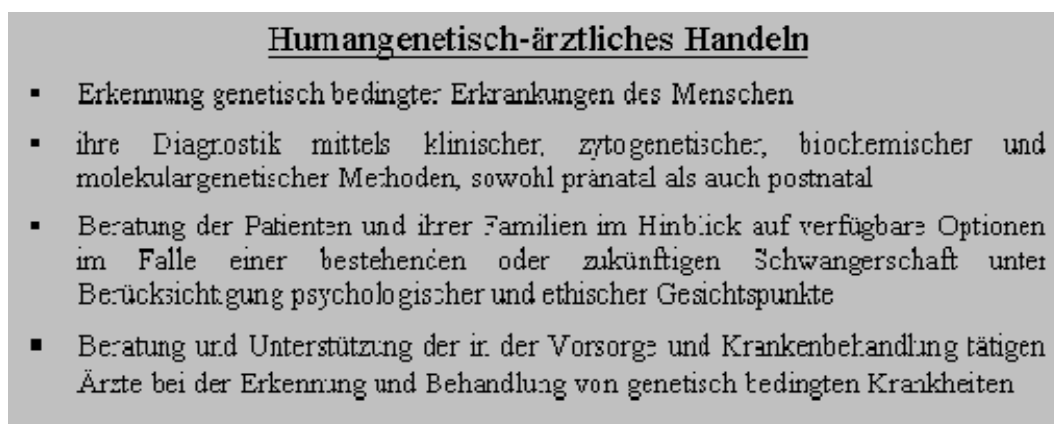 Humangenetisch-ärztliches Handeln
▪ Erkennung genetisch bedingter Erkrankungen des Menschen
▪ ihre Diagnostik mittels klinischer, zytogenetischer, biochemischer und
molekulargenetischer Methoden, sowohl pränatal als auch postnatal
▪ Beratung der Patienten und ihrer Familien im Hinblick auf verfügbare Optionen
im Falle einer bestehenden oder zukünftigen Schwangerschaft unter
Berücksichtigung psychologischer und ethischer Gesichtspunkte
▪ Beratung und Unterstützung der in der Vorsorge und Krankenbehandlung tätigen
Ärzte bei der Erkennung und Behandlung von genetisch bedingten Krankheiten